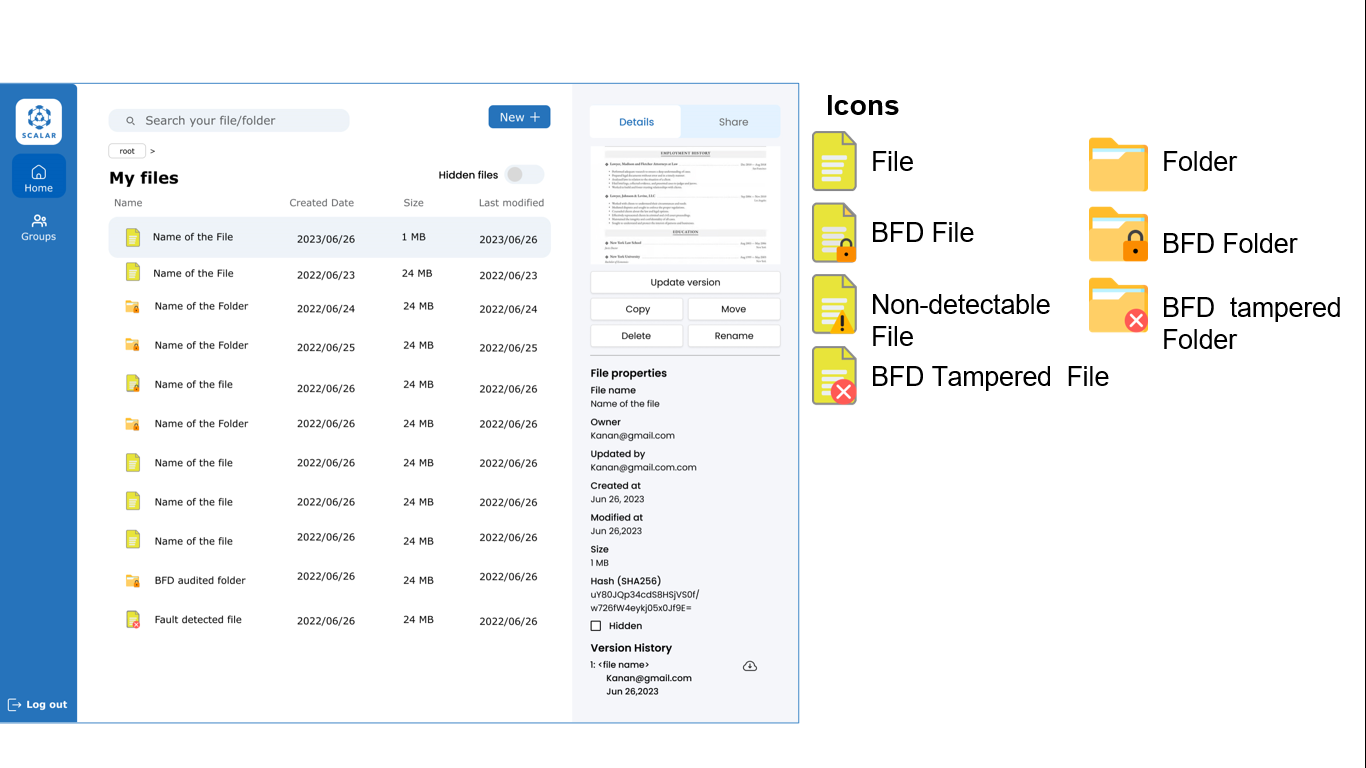 SCALAR
Home
Groups
Log out
Search your file/folder
New +
root >
My files
Hidden files
Name Created Date Size Last modified
Name of the File 2023/06/26 1 MB 2023/06/26
Name of the File 2022/06/23 24 MB 2022/06/23
Name of the Folder 2022/06/24 24 MB 2022/06/24
Name of the Folder 2022/06/25 24 MB 2022/06/25
Name of the file 2022/06/26 24 MB 2022/06/26
Name of the Folder 2022/06/26 24 MB 2022/06/26
Name of the file 2022/06/26 24 MB 2022/06/26
Name of the file 2022/06/26 24 MB 2022/06/26
Name of the file 2022/06/26 24 MB 2022/06/26
BFD audited folder 2022/06/26 24 MB 2022/06/26
Fault detected file 2022/06/26 24 MB 2022/06/26
Details Share
EMPLOYMENT HISTORY
EDUCATION
Update version
Copy Move
Delete Rename
File properties
File name
Name of the file
Owner
Kanan@gmail.com
Updated by
Kanan@gmail.com.com
Created at
Jun 26, 2023
Modified at
Jun 26,2023
Size
1 MB
Hash (SHA256)
uY80JQp34cdS8HSjVS0f/
w726fW4eykj05x0Jf9E=
Hidden
Version History
1: <file name>
Kanan@gmail.com
Jun 26,2023
Icons
File Folder
BFD File BFD Folder
Non-detectable
File
BFD tampered
Folder
BFD Tampered File